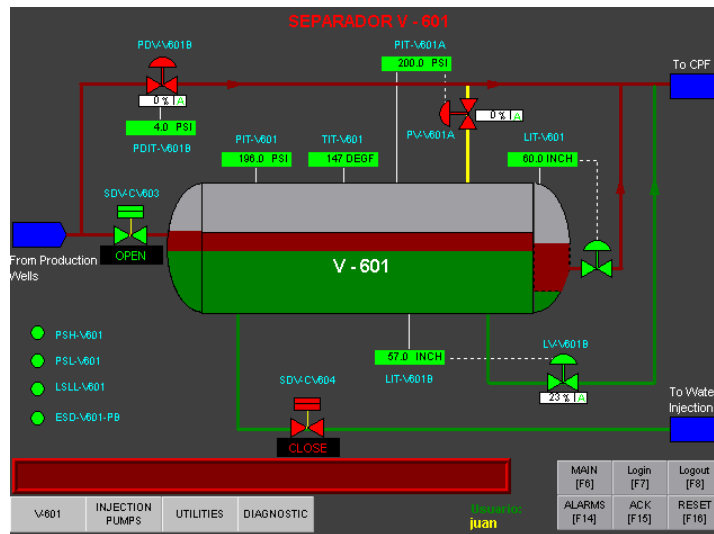 SEPARADOR V - 601
PDV-V601B
0 % A
4.0 PSI
PDIT-V601B
PIT-V601A
200.0 PSI
0 % A
PV-V601A
To CPF
PIT-V601
196.0 PSI
TIT-V601
147 DEGF
LIT-V601
60.0 INCH
SDV-CV603
OPEN
From Production
Wells
V - 601
PSH-V601
PSL-V601
LSLL-V601
ESD-V601-PB
57.0 INCH
LIT-V601B
LV-V601B
23 % A
SDV-CV604
CLOSE
To Wate
Injection
MAIN
[F6]
Login
[F7]
Logout
[F8]
V-601
INJECTION
PUMPS
UTILITIES
DIAGNOSTIC
Usuario:
juan
ALARMS
[F14]
ACK
[F15]
RESET
[F16]